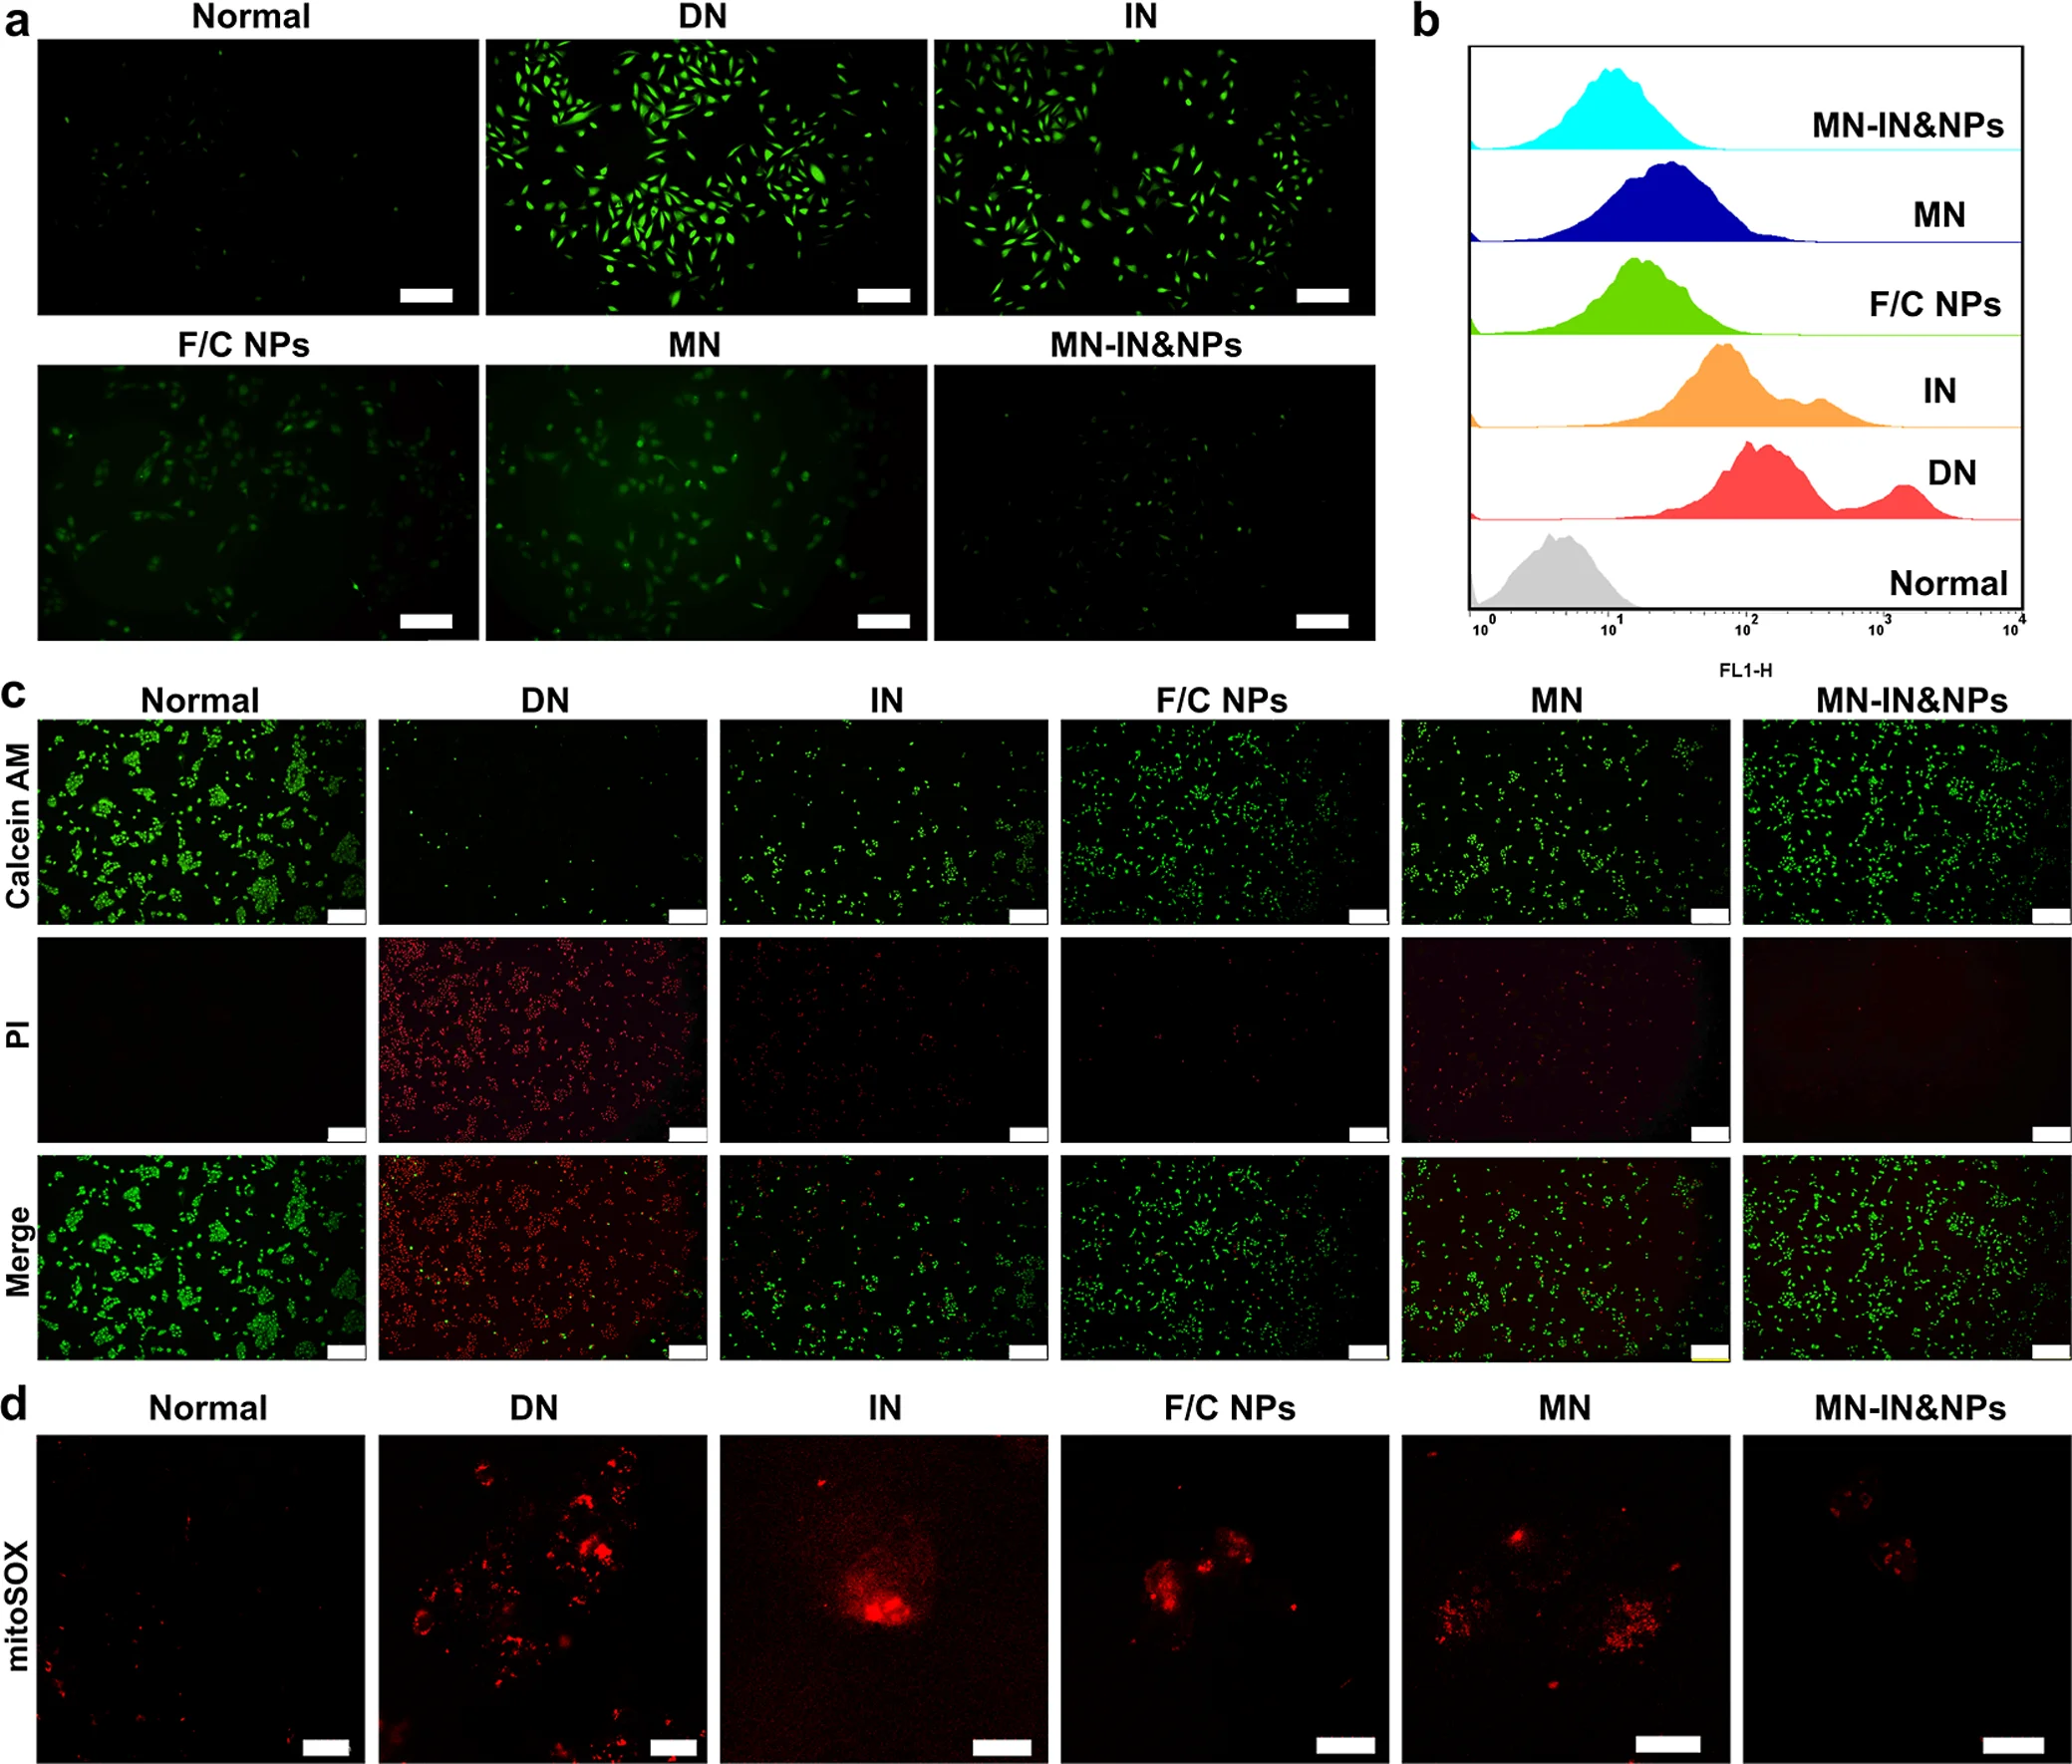 a
Normal
DN
IN
F/C NPs
MN
MN-IN&NPs
b
MN-IN&NPs
MN
F/C NPs
IN
DN
Normal
10^0 10^1 10^2 10^3 10^4
FL1-H
c
Normal
DN
IN
F/C NPs
MN
MN-IN&NPs
Calcein AM
PI
Merge
d
Normal
DN
IN
F/C NPs
MN
MN-IN&NPs
mitoSOX